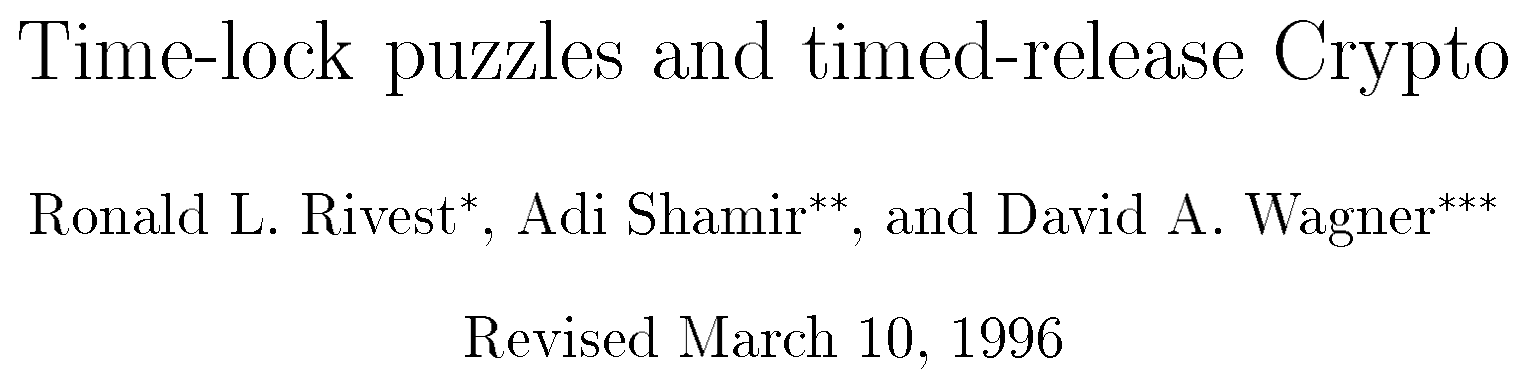 Time-lock puzzles and timed-release Crypto
Ronald L. Rivest*, Adi Shamir**, and David A. Wagner***
Revised March 10, 1996